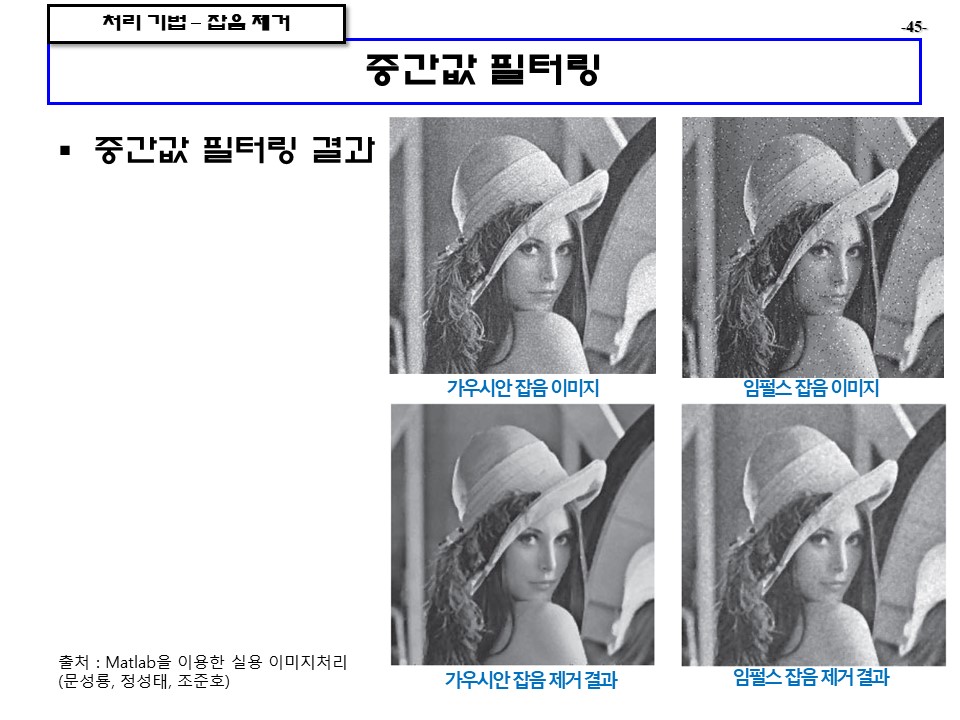 처리 기법 – 잡음 제거
-45-
중간값 필터링
▪ 중간값 필터링 결과
가우시안 잡음 이미지
임펄스 잡음 이미지
가우시안 잡음 제거 결과
임펄스 잡음 제거 결과
출처 : Matlab을 이용한 실용 이미지처리
(문성룡, 정성태, 조준호)